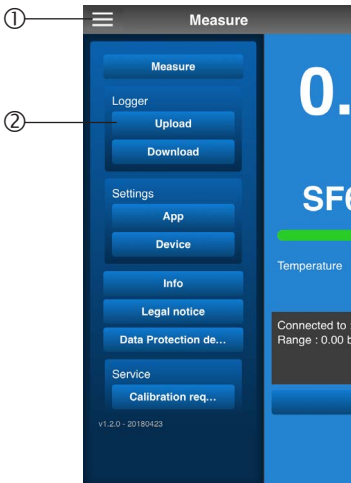 ①
Measure
0.
②
Measure
Logger
Upload
Download
SF6
Settings
App
Device
Temperature
Info
Legal notice
Data Protection de...
Connected to :
Range : 0.00 b
Service
Calibration req...
v1.2.0 - 20180423